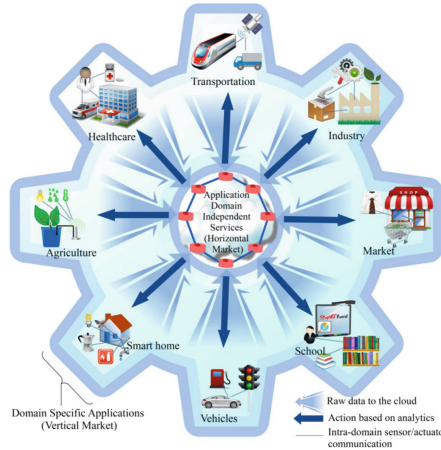 Transportation
Healthcare
Industry
Application
Domain
Independent
Services
(Horizontal
Market)
SHOP
Agriculture
Market
Smart home
School
Vehicles
Domain Specific Applications
(Vertical Market)
Raw data to the cloud
Action based on analytics
Intra-domain sensor/actuato
communication